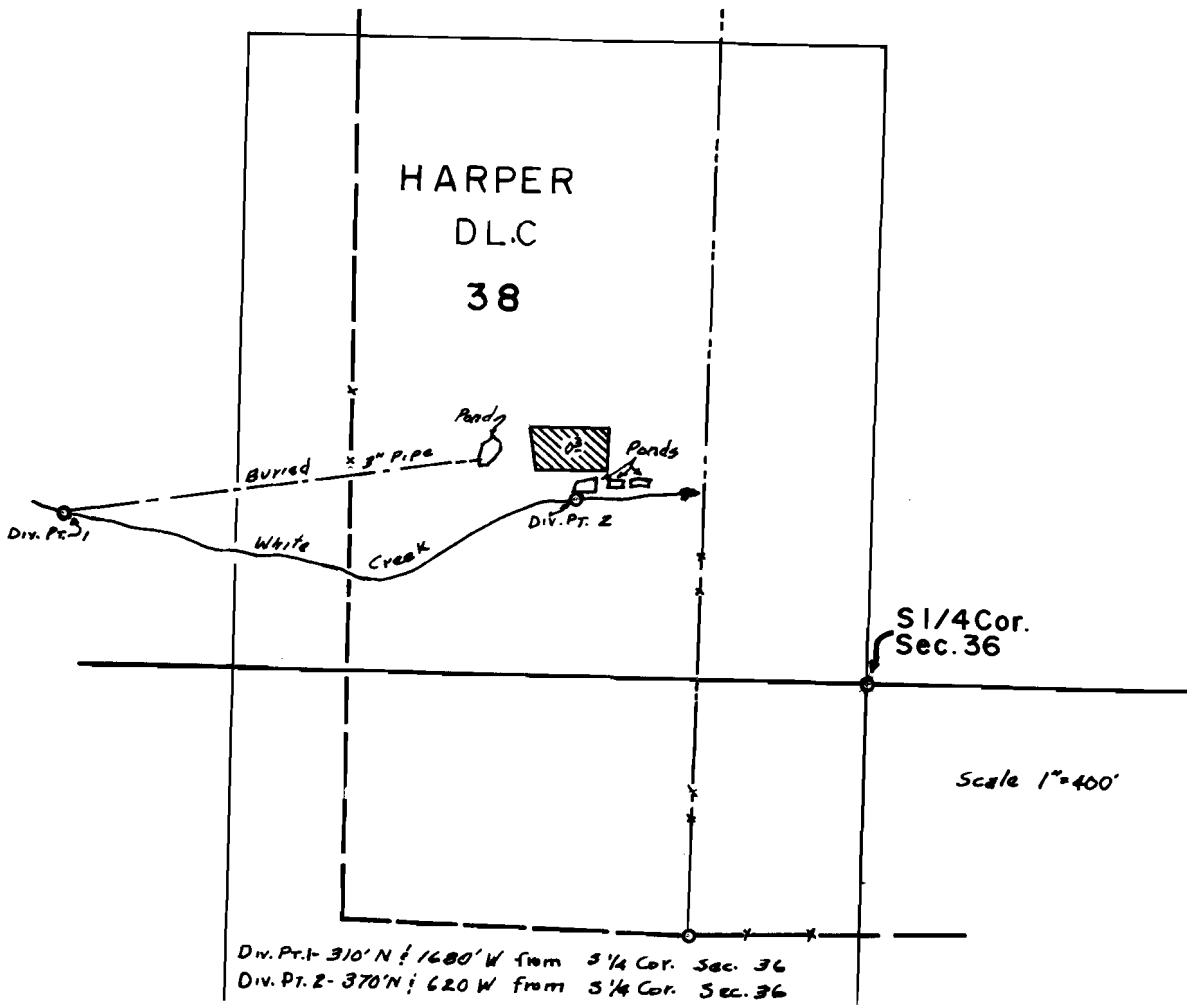 HARPER
DL.C
38
Pond
Ponds
Buried 3" Pipe
Div. Pt. 1
Div. Pt. 2
White Creek
S 1/4 Cor.
Sec. 36
Scale 1"=400'
Div. Pt. 1- 310' N & 1680' W from S 1/4 Cor. Sec. 36
Div. Pt. 2- 370' N & 620 W from S 1/4 Cor. Sec. 36